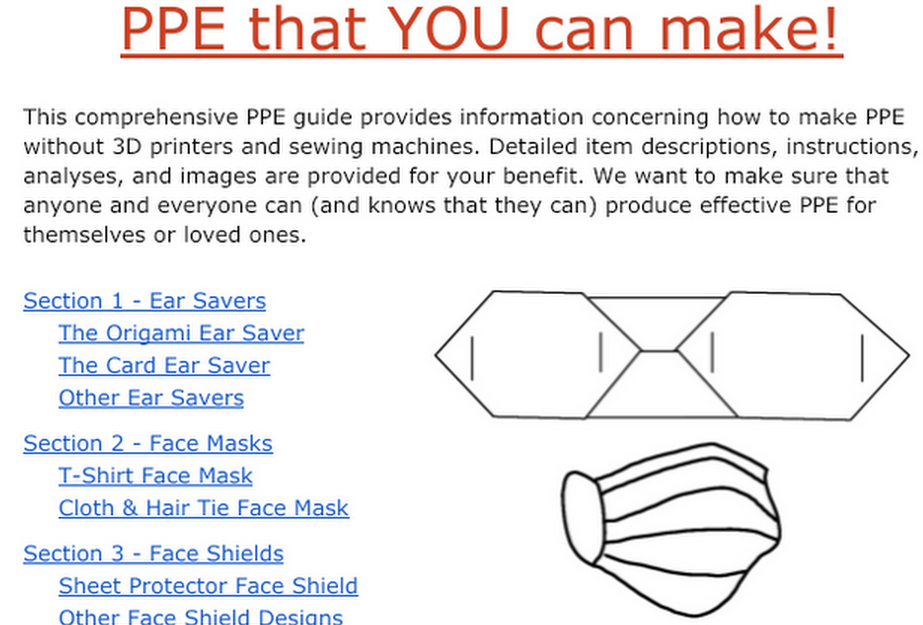 PPE that YOU can make!
This comprehensive PPE guide provides information concerning how to make PPE
without 3D printers and sewing machines. Detailed item descriptions, instructions,
analyses, and images are provided for your benefit. We want to make sure that
anyone and everyone can (and knows that they can) produce effective PPE for
themselves or loved ones.
Section 1 - Ear Savers
The Origami Ear Saver
The Card Ear Saver
Other Ear Savers
Section 2 - Face Masks
T-Shirt Face Mask
Cloth & Hair Tie Face Mask
Section 3 - Face Shields
Sheet Protector Face Shield
Other Face Shield Designs